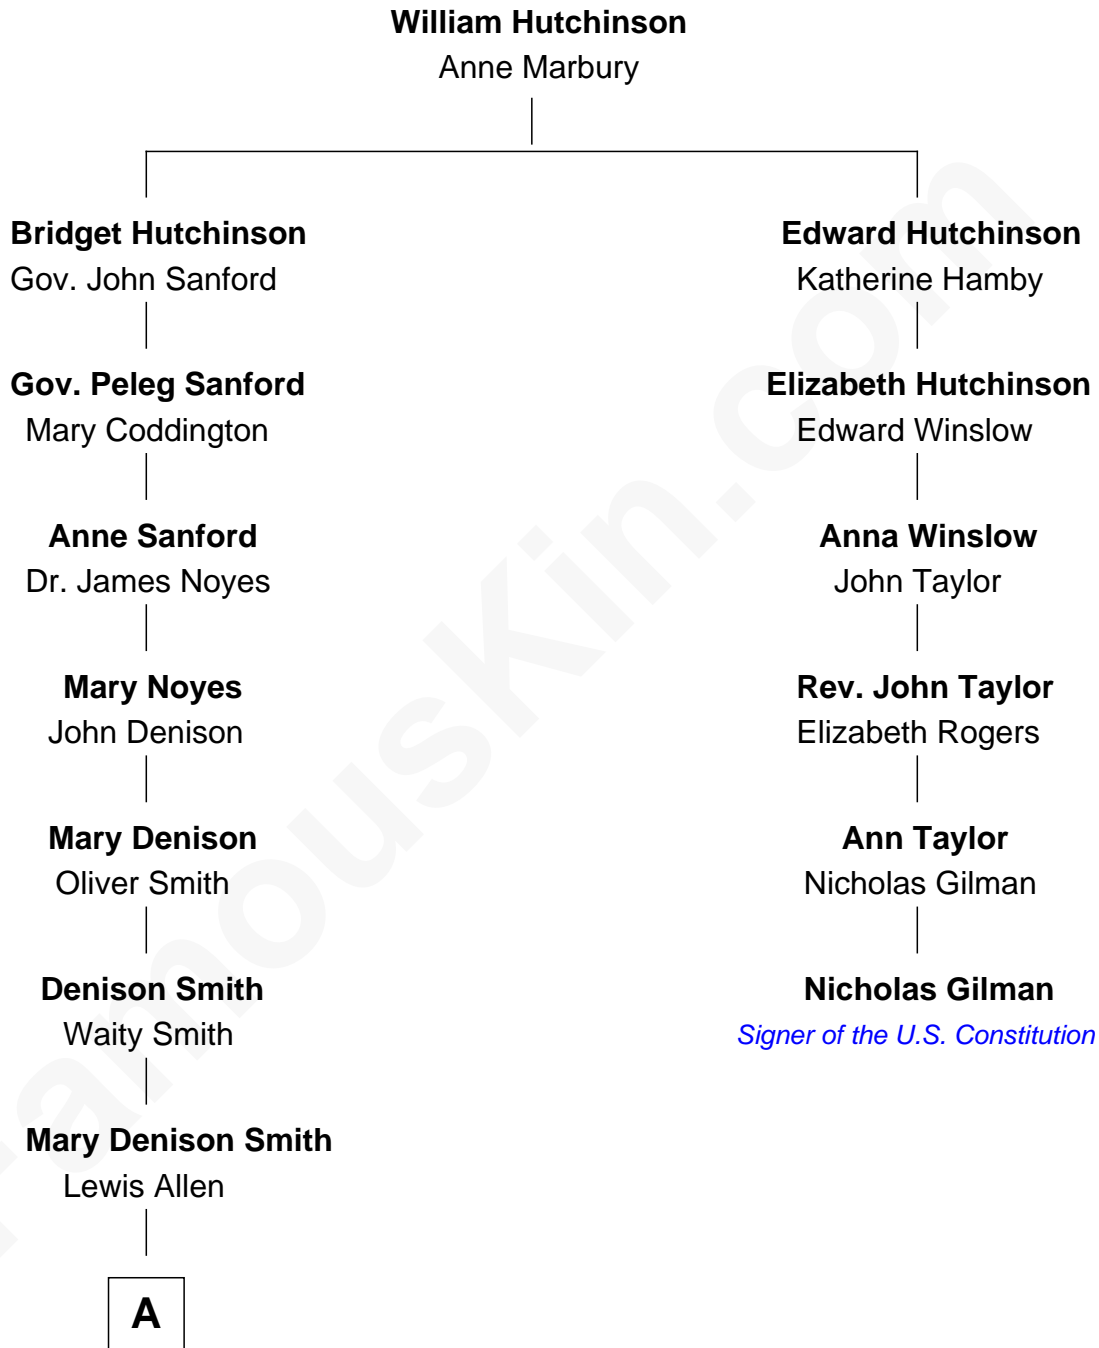 William Hutchinson
Anne Marbury
Bridget Hutchinson
Gov. John Sanford
Edward Hutchinson
Katherine Hamby
Gov. Peleg Sanford
Mary Coddington
Elizabeth Hutchinson
Edward Winslow
Anne Sanford
Dr. James Noyes
Anna Winslow
John Taylor
Mary Noyes
John Denison
Rev. John Taylor
Elizabeth Rogers
Mary Denison
Oliver Smith
Ann Taylor
Nicholas Gilman
Denison Smith
Waity Smith
Nicholas Gilman
Signer of the U.S. Constitution
Mary Denison Smith
Lewis Allen
A
FamousKin.com